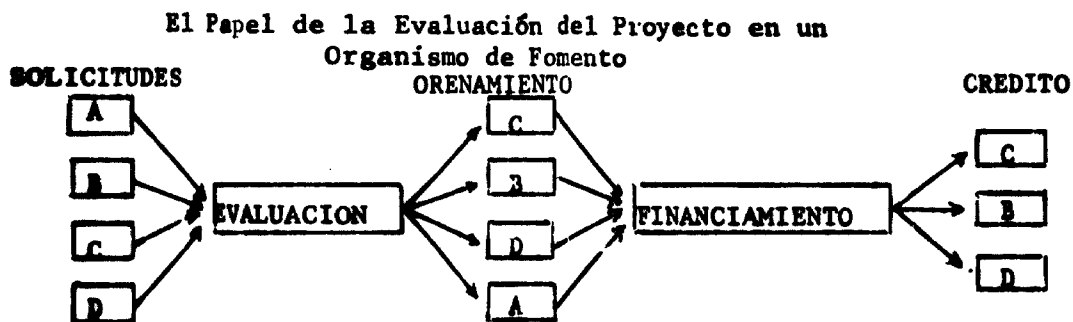 El Papel de la Evaluación del Proyecto en un
Organismo de Fomento
SOLICITUDES ORENAMIENTO CREDITO
A
B
C
D
EVALUACION
C
B
D
A
FINANCIAMIENTO
C
B
D